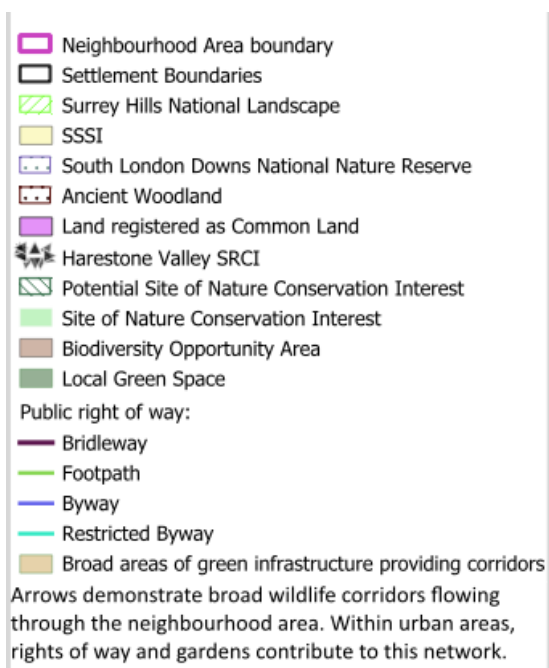 Neighbourhood Area boundary
Settlement Boundaries
Surrey Hills National Landscape
SSSI
South London Downs National Nature Reserve
Ancient Woodland
Land registered as Common Land
Harestone Valley SRCI
Potential Site of Nature Conservation Interest
Site of Nature Conservation Interest
Biodiversity Opportunity Area
Local Green Space
Public right of way:
Bridleway
Footpath
Byway
Restricted Byway
Broad areas of green infrastructure providing corridors
Arrows demonstrate broad wildlife corridors flowing
through the neighbourhood area. Within urban areas,
rights of way and gardens contribute to this network.